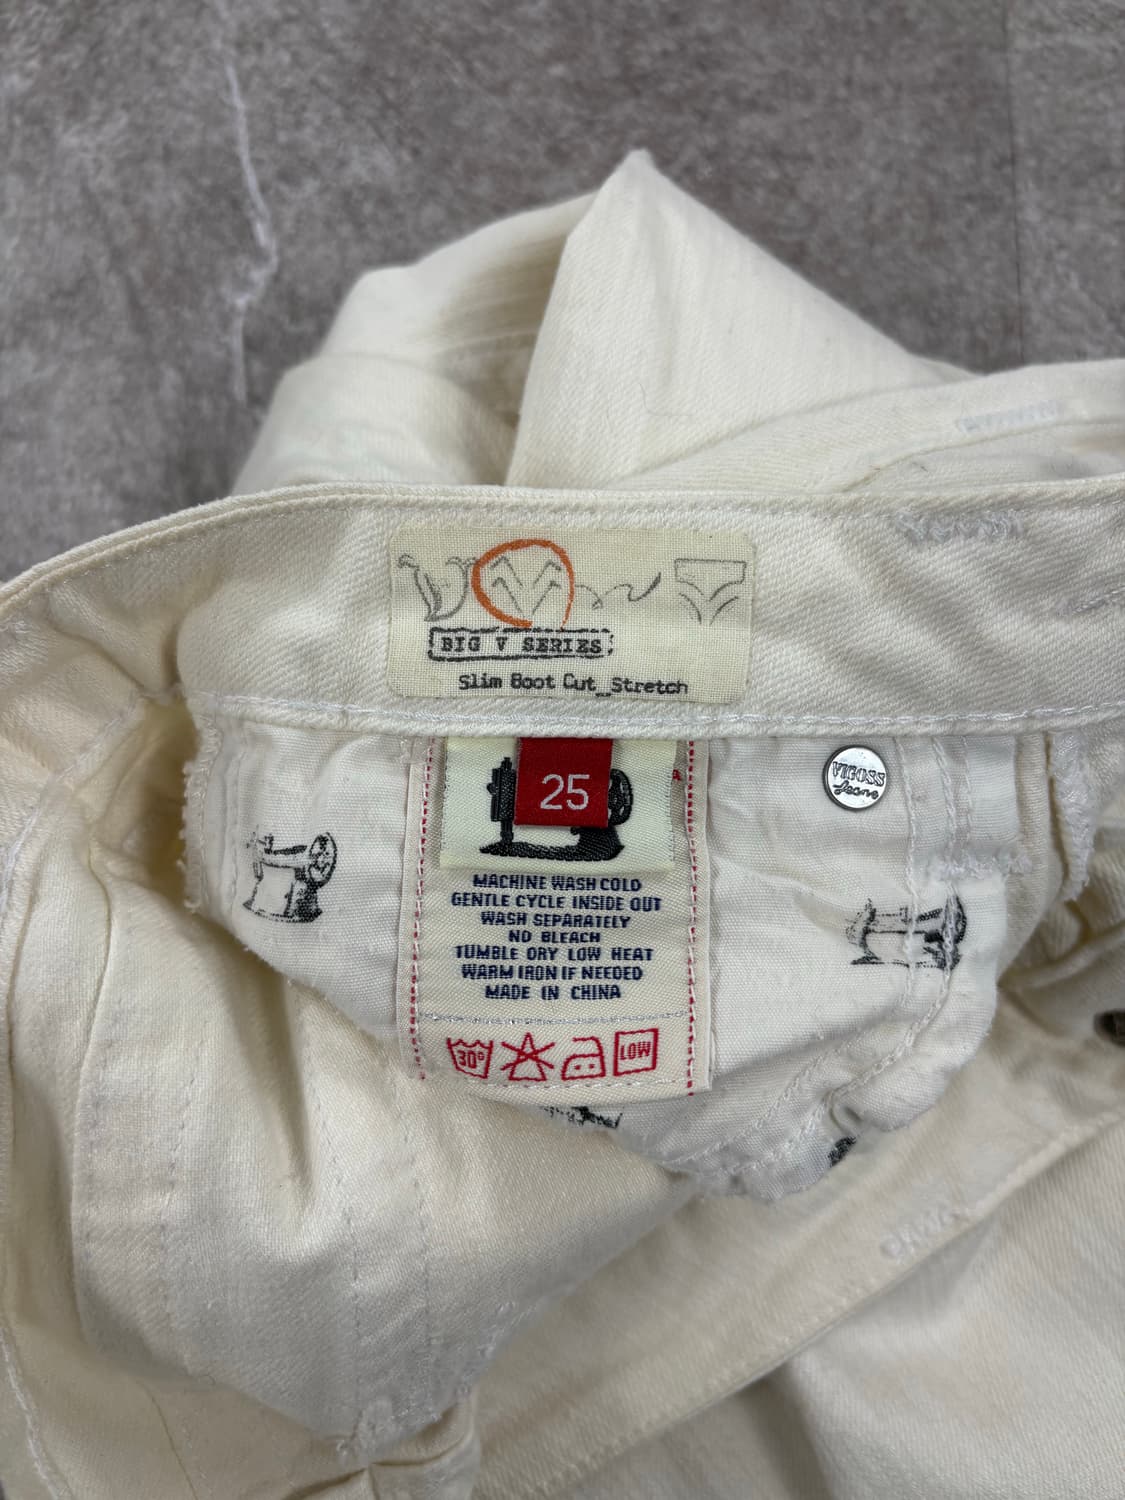 BIG V SERIES
Slim Boot Cut_Stretch
25
VIGOSS
Jeans
MACHINE WASH COLD
GENTLE CYCLE INSIDE OUT
WASH SEPARATELY
NO BLEACH
TUMBLE DRY LOW HEAT
WARM IRON IF NEEDED
MADE IN CHINA
30° LOW